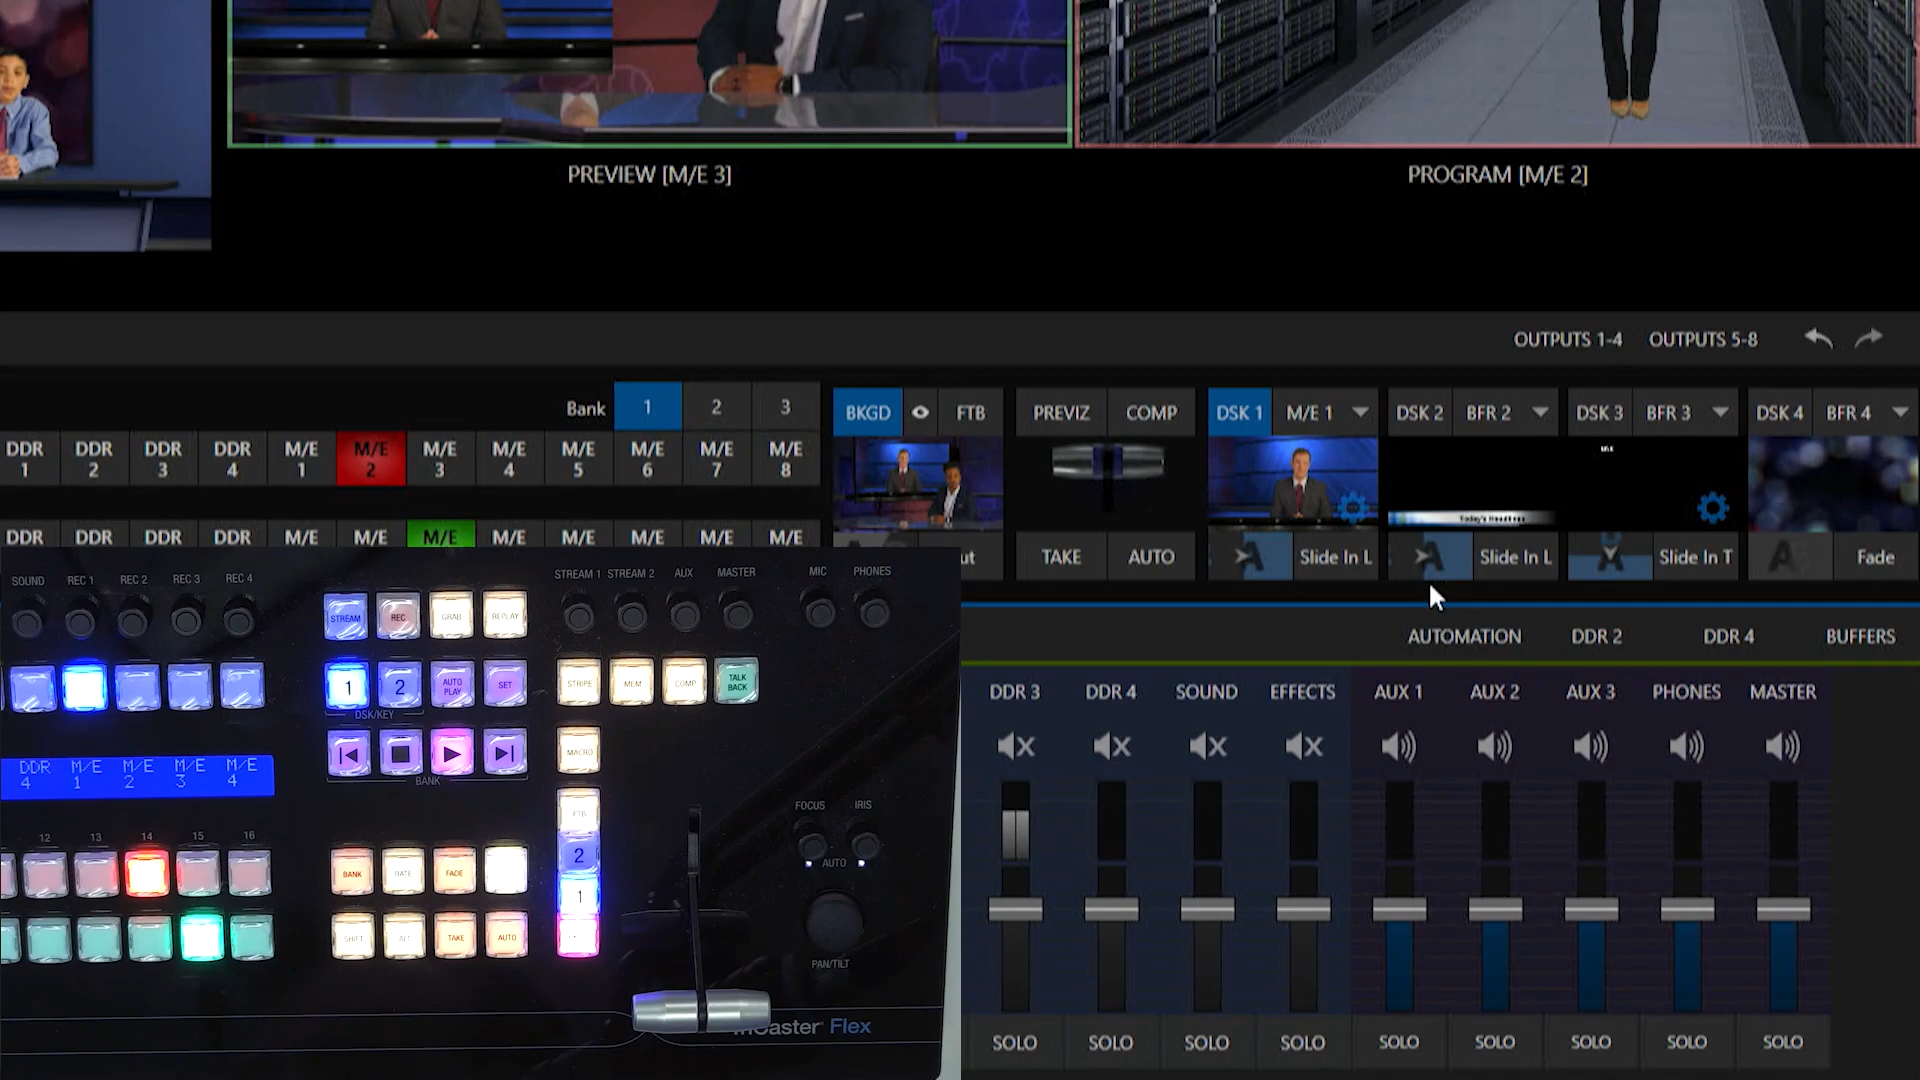 PREVIEW [M/E 3]
PROGRAM [M/E 2]
OUTPUTS 1-4 OUTPUTS 5-8
Bank 1 2 3
BKGD FTB PREVIZ COMP DSK 1 M/E 1 DSK 2 BFR 2 DSK 3 BFR 3 DSK 4 BFR 4
DDR 1 DDR 2 DDR 3 DDR 4 M/E 1 M/E 2 M/E 3 M/E 4 M/E 5 M/E 6 M/E 7 M/E 8
Today's Headlines
DDR DDR DDR DDR M/E M/E M/E M/E M/E M/E M/E M/E
ut TAKE AUTO Slide In L Slide In L Slide In T Fade
AUTOMATION DDR 2 DDR 4 BUFFERS
DDR 3 DDR 4 SOUND EFFECTS AUX 1 AUX 2 AUX 3 PHONES MASTER
SOLO SOLO SOLO SOLO SOLO SOLO SOLO SOLO SOLO
SOUND REC 1 REC 2 REC 3 REC 4
STREAM 1 STREAM 2 AUX MASTER MIC PHONES
STREAM REC GRAB REPLAY
1 2 AUTO PLAY SET STRIPE MEM COMP TALK BACK
DSK/KEY
MACRO
BANK
DDR 4 M/E 1 M/E 2 M/E 3 M/E 4
FTB FOCUS IRIS
12 13 14 15 16
2 AUTO
BANK RATE FADE
1
SHIFT ALT TAKE AUTO
PAN/TILT
Caster Flex